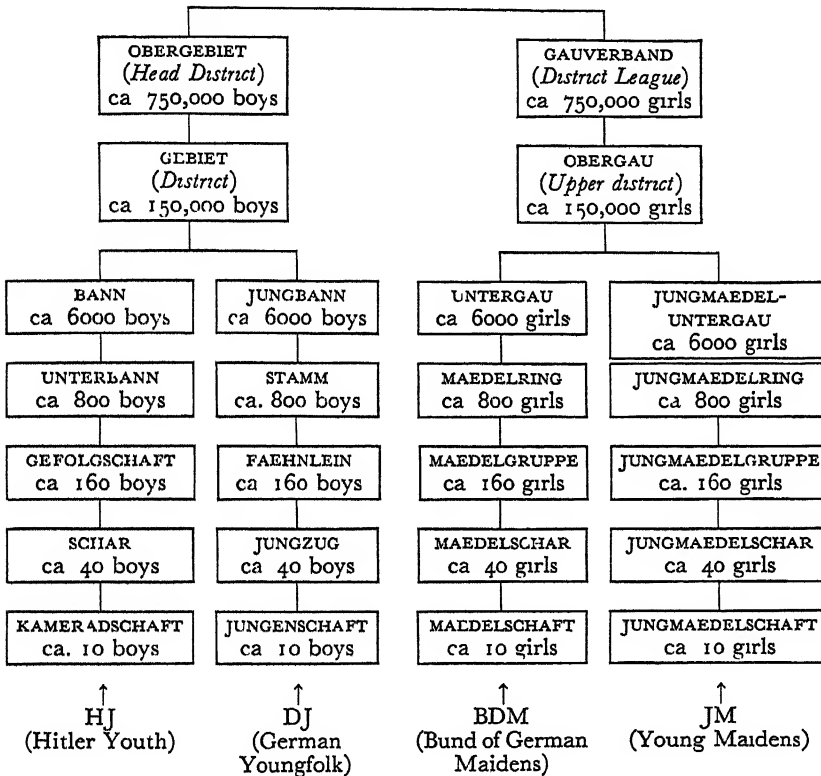 OBERGEBIET
(Head District)
ca 750,000 boys
GAUVERBAND
(District League)
ca 750,000 girls
GEBIET
(District)
ca 150,000 boys
OBERGAU
(Upper district)
ca 150,000 girls
BANN
ca 6000 boys
JUNGBANN
ca 6000 boys
UNTERGAU
ca 6000 girls
JUNGMAEDEL-
UNTERGAU
ca 6000 girls
UNTERBANN
ca 800 boys
STAMM
ca. 800 boys
MAEDELRING
ca 800 girls
JUNGMAEDELRING
ca 800 girls
GEFOLGSCHAFT
ca 160 boys
FAEHNLEIN
ca 160 boys
MAEDELGRUPPE
ca 160 girls
JUNGMAEDELGRUPPE
ca. 160 girls
SCHAR
ca 40 boys
JUNGZUG
ca 40 boys
MAEDELSCHAR
ca 40 girls
JUNGMAEDELSCHAR
ca 40 girls
KAMERADSCHAFT
ca. 10 boys
JUNGENSCHAFT
ca 10 boys
MAEDELSCHAFT
ca 10 girls
JUNGMAEDELSCHAFT
ca 10 girls
↑
HJ
(Hitler Youth)
↑
DJ
(German
Youngfolk)
↑
BDM
(Bund of German
Maidens)
↑
JM
(Young Maidens)